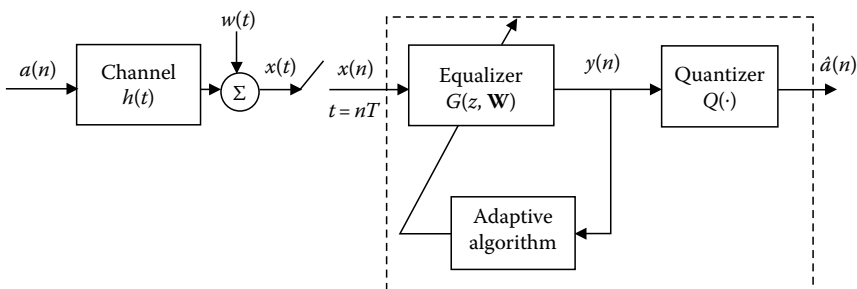 w(t)
a(n)
Channel
h(t)
Σ
x(t)
x(n)
t = nT
Equalizer
G(z, W)
y(n)
Quantizer
Q(·)
â(n)
Adaptive
algorithm